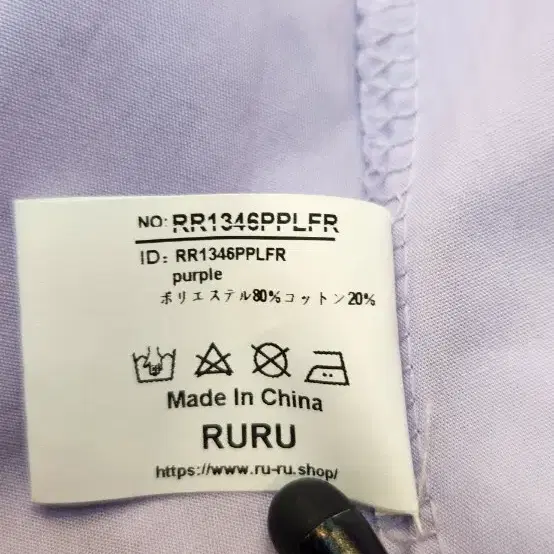 NO: RR1346PPLFR
ID: RR1346PPLFR
purple
ポリエステル80%コットン20%
Made In China
RURU
https://www.ru-ru.shop/